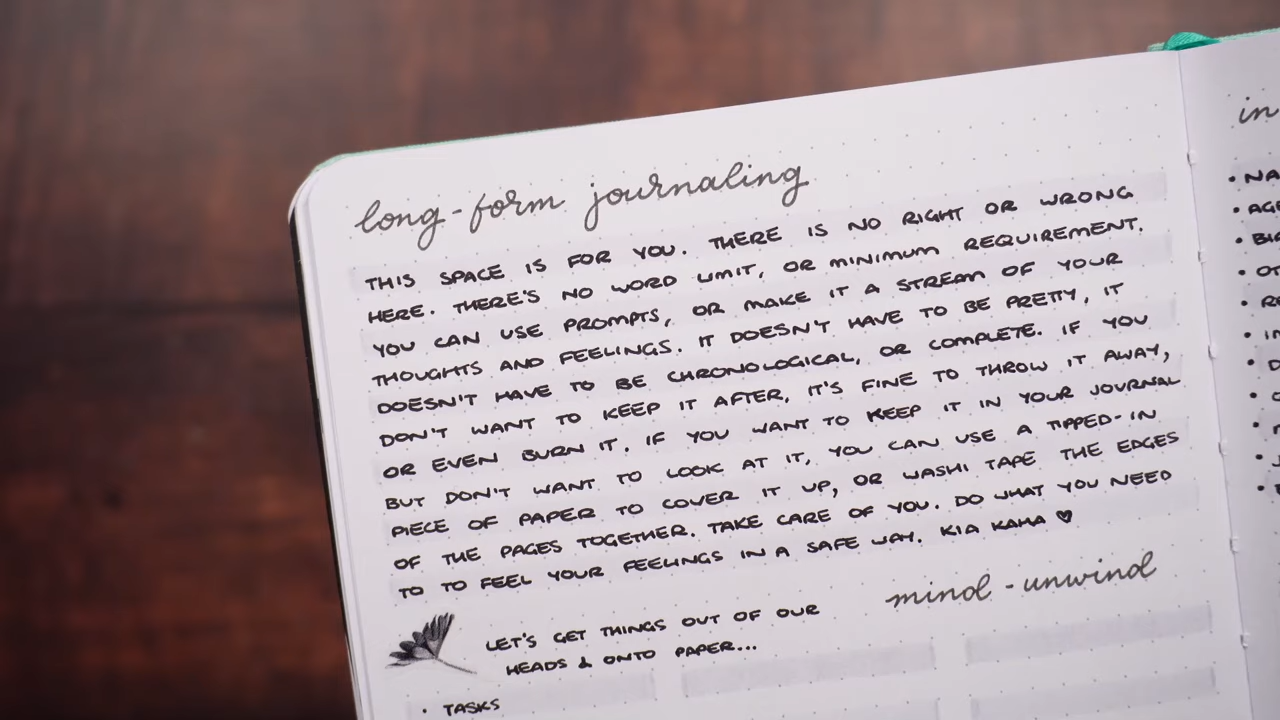 long-form journaling
THIS SPACE IS FOR YOU. THERE IS NO RIGHT OR WRONG
HERE. THERE'S NO WORD LIMIT, OR MINIMUM REQUIREMENT.
YOU CAN USE PROMPTS, OR MAKE IT A STREAM OF YOUR
THOUGHTS AND FEELINGS. IT DOESN'T HAVE TO BE PRETTY, IT
DOESN'T HAVE TO BE CHRONOLOGICAL, OR COMPLETE. IF YOU
DON'T WANT TO KEEP IT AFTER, IT'S FINE TO THROW IT AWAY,
OR EVEN BURN IT. IF YOU WANT TO KEEP IT IN YOUR JOURNAL
BUT DON'T WANT TO LOOK AT IT, YOU CAN USE A TIPPED-IN
PIECE OF PAPER TO COVER IT UP, OR WASHI TAPE THE EDGES
OF THE PAGES TOGETHER. TAKE CARE OF YOU. DO WHAT YOU NEED
TO TO FEEL YOUR FEELINGS IN A SAFE WAY. KIA KAHA ♡
mind-unwind
LET'S GET THINGS OUT OF OUR
HEADS & ONTO PAPER...
• TASKS
in
• NA
• AGE
• BIR
• OT